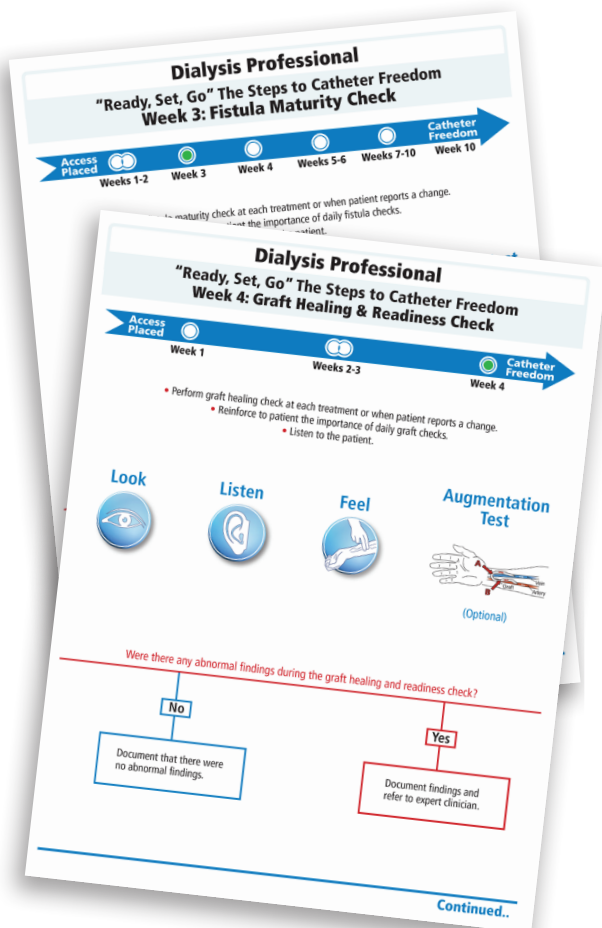 Dialysis Professional
"Ready, Set, Go" The Steps to Catheter Freedom
Week 3: Fistula Maturity Check
Access
Placed
Weeks 1-2
Week 3
Week 4
Weeks 5-6
Weeks 7-10
Catheter
Freedom
Week 10
maturity check at each treatment or when patient reports a change.
the importance of daily fistula checks.
patient.
Dialysis Professional
"Ready, Set, Go" The Steps to Catheter Freedom
Week 4: Graft Healing & Readiness Check
Access
Placed
Week 1
Weeks 2-3
Week 4
Catheter
Freedom
• Perform graft healing check at each treatment or when patient reports a change.
• Reinforce to patient the importance of daily graft checks.
• Listen to the patient.
Look
Listen
Feel
Augmentation
Test
A
Vein
Graft
Artery
B
(Optional)
Were there any abnormal findings during the graft healing and readiness check?
No
Yes
Document that there were
no abnormal findings.
Document findings and
refer to expert clinician.
Continued..